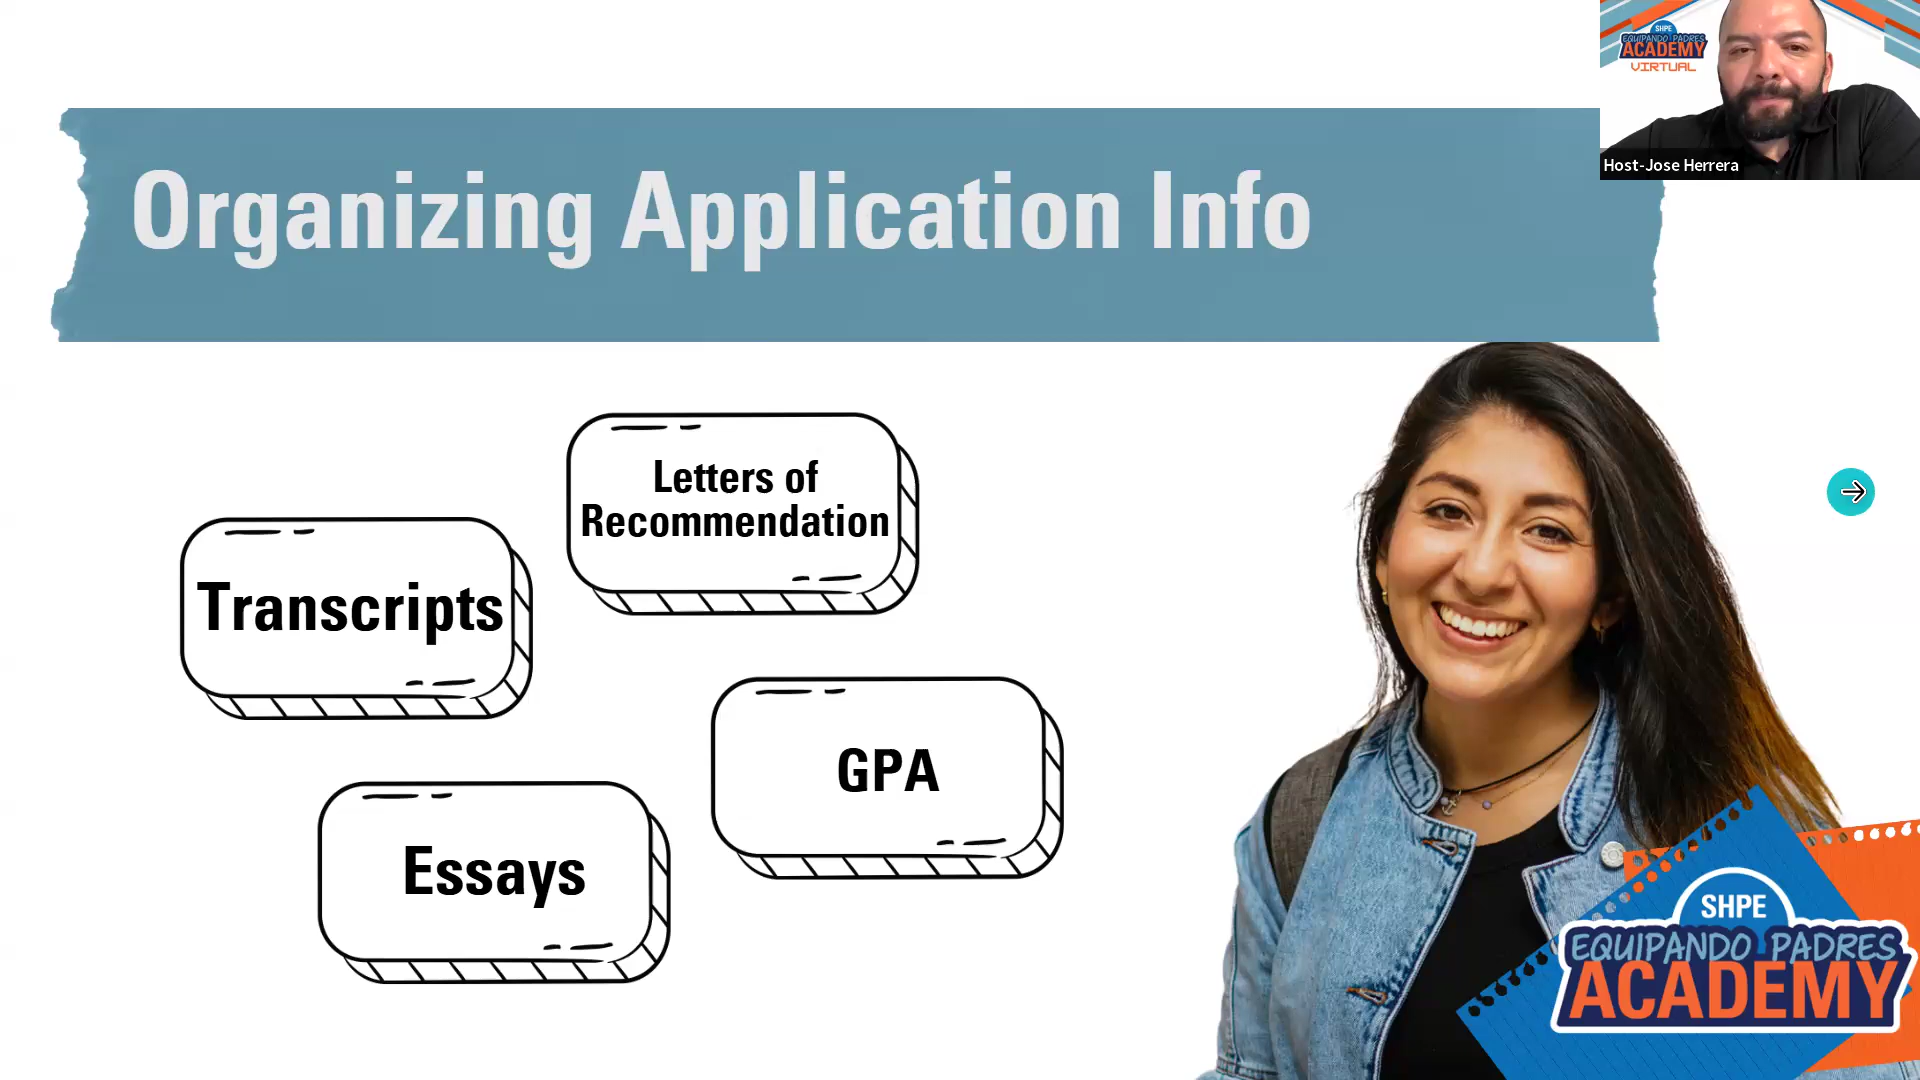 SHPE
EQUIPANDO PADRES
ACADEMY
VIRTUAL
Host-Jose Herrera
Organizing Application Info
Letters of
Recommendation
Transcripts
GPA
Essays
SHPE
EQUIPANDO PADRES
ACADEMY